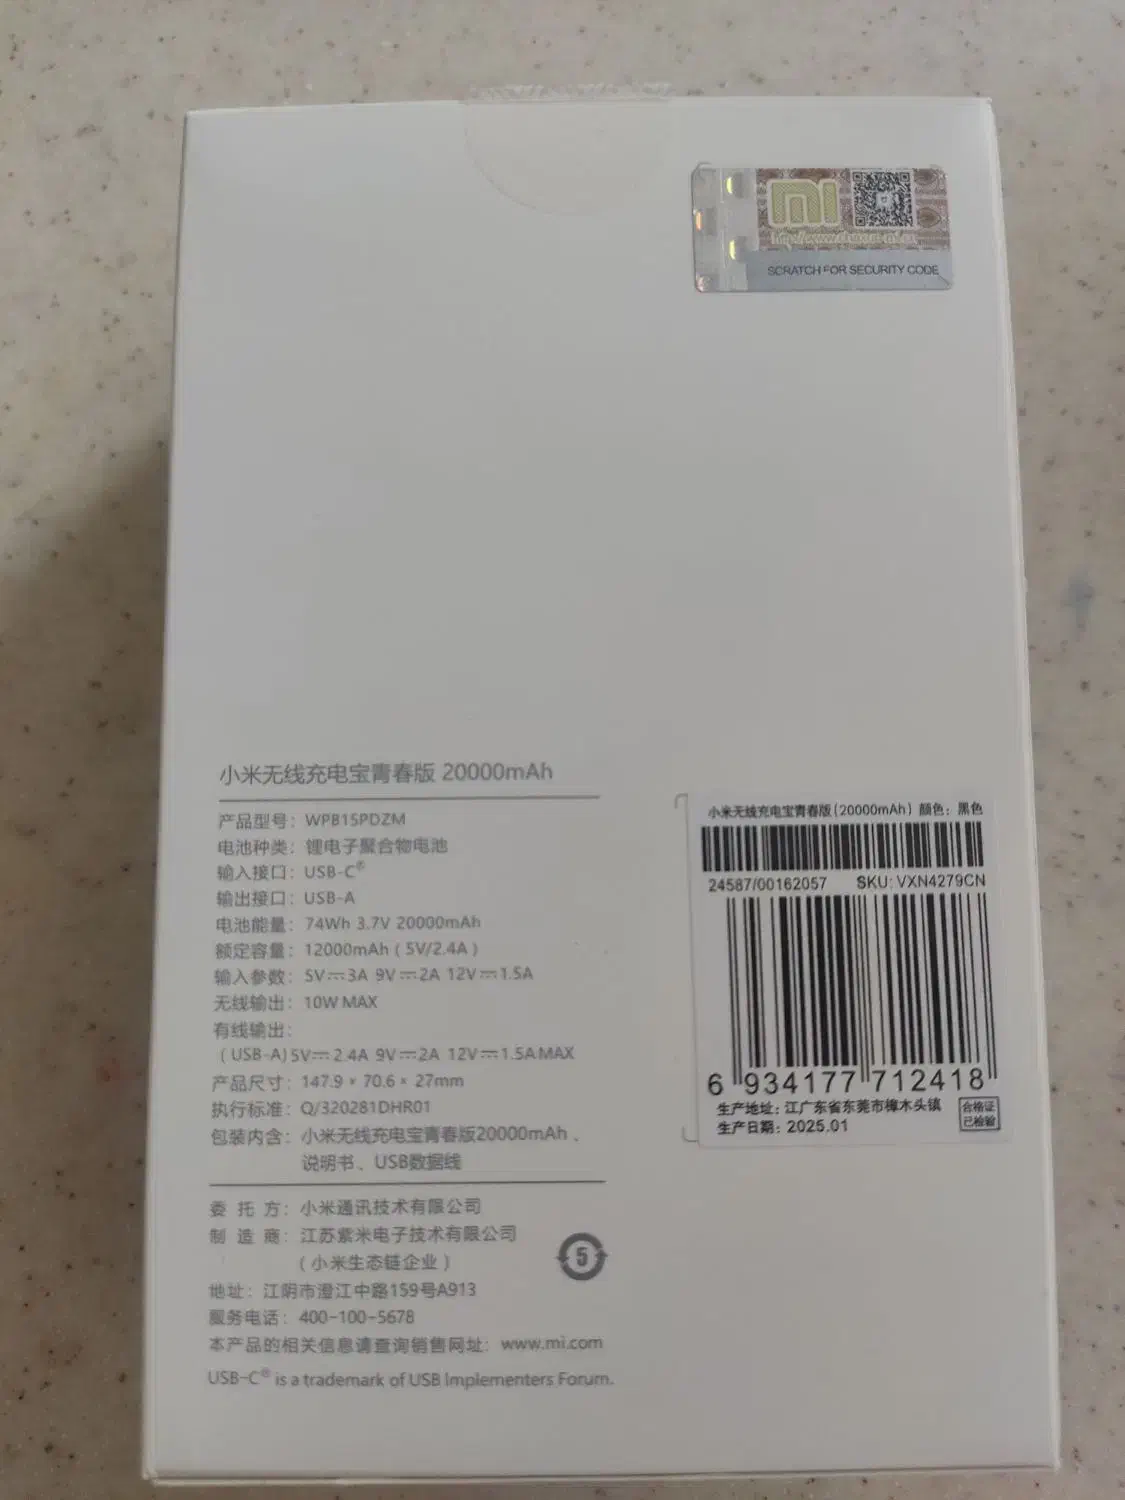 mi
SCRATCH FOR SECURITY CODE
小米无线充电宝青春版 20000mAh
产品型号：WPB15PDZM
电池种类：锂电子聚合物电池
输入接口：USB-C®
输出接口：USB-A
电池能量：74Wh 3.7V 20000mAh
额定容量：12000mAh（5V/2.4A）
输入参数：5V⎓3A 9V⎓2A 12V⎓1.5A
无线输出：10W MAX
有线输出：
（USB-A)5V⎓2.4A 9V⎓2A 12V⎓1.5A MAX
产品尺寸：147.9×70.6×27mm
执行标准：Q/320281DHR01
包装内含：小米无线充电宝青春版20000mAh、
说明书、USB数据线
委托方：小米通讯技术有限公司
制造商：江苏紫米电子技术有限公司
（小米生态链企业）
5
地址：江阴市澄江中路159号A913
服务电话：400-100-5678
本产品的相关信息请查询销售网址：www.mi.com
USB-C® is a trademark of USB Implementers Forum.
小米无线充电宝青春版(20000mAh) 颜色：黑色
24587/00162057 SKU:VXN4279CN
6 934177 712418
生产地址：江广东省东莞市樟木头镇
生产日期：2025.01
合格证
已检验